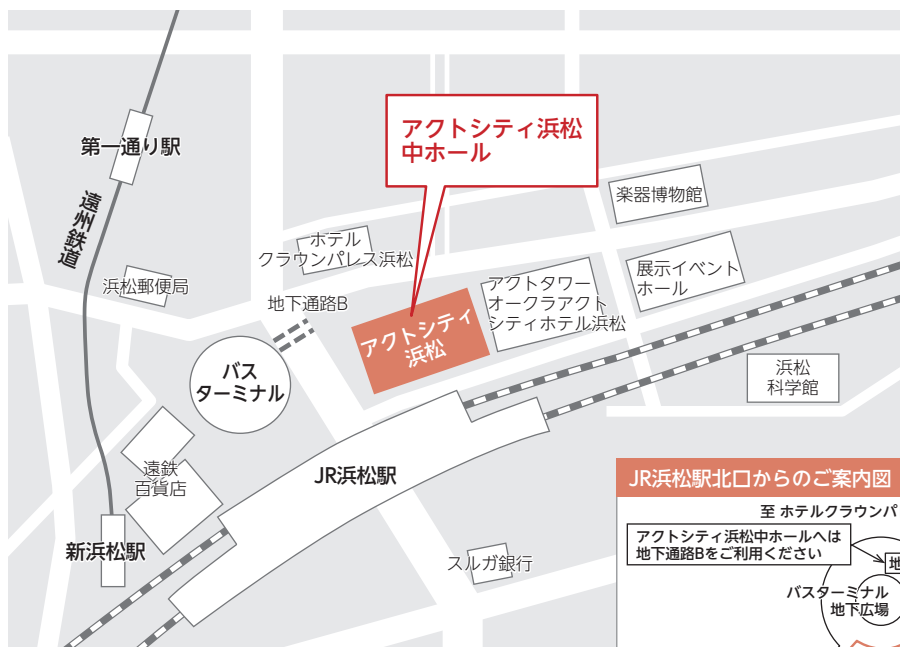 アクトシティ浜松
中ホール
第一通り駅
遠州鉄道
楽器博物館
ホテル
クラウンパレス浜松
展示イベント
ホール
浜松郵便局
地下通路B
アクトタワー
オークラアクト
シティホテル浜松
アクトシティ
浜松
バス
ターミナル
浜松
科学館
遠鉄
百貨店
JR浜松駅
新浜松駅
スルガ銀行
JR浜松駅北口からのご案内図
至 ホテルクラウンパ
アクトシティ浜松中ホールへは
地下通路Bをご利用ください
地
バスターミナル
地下広場